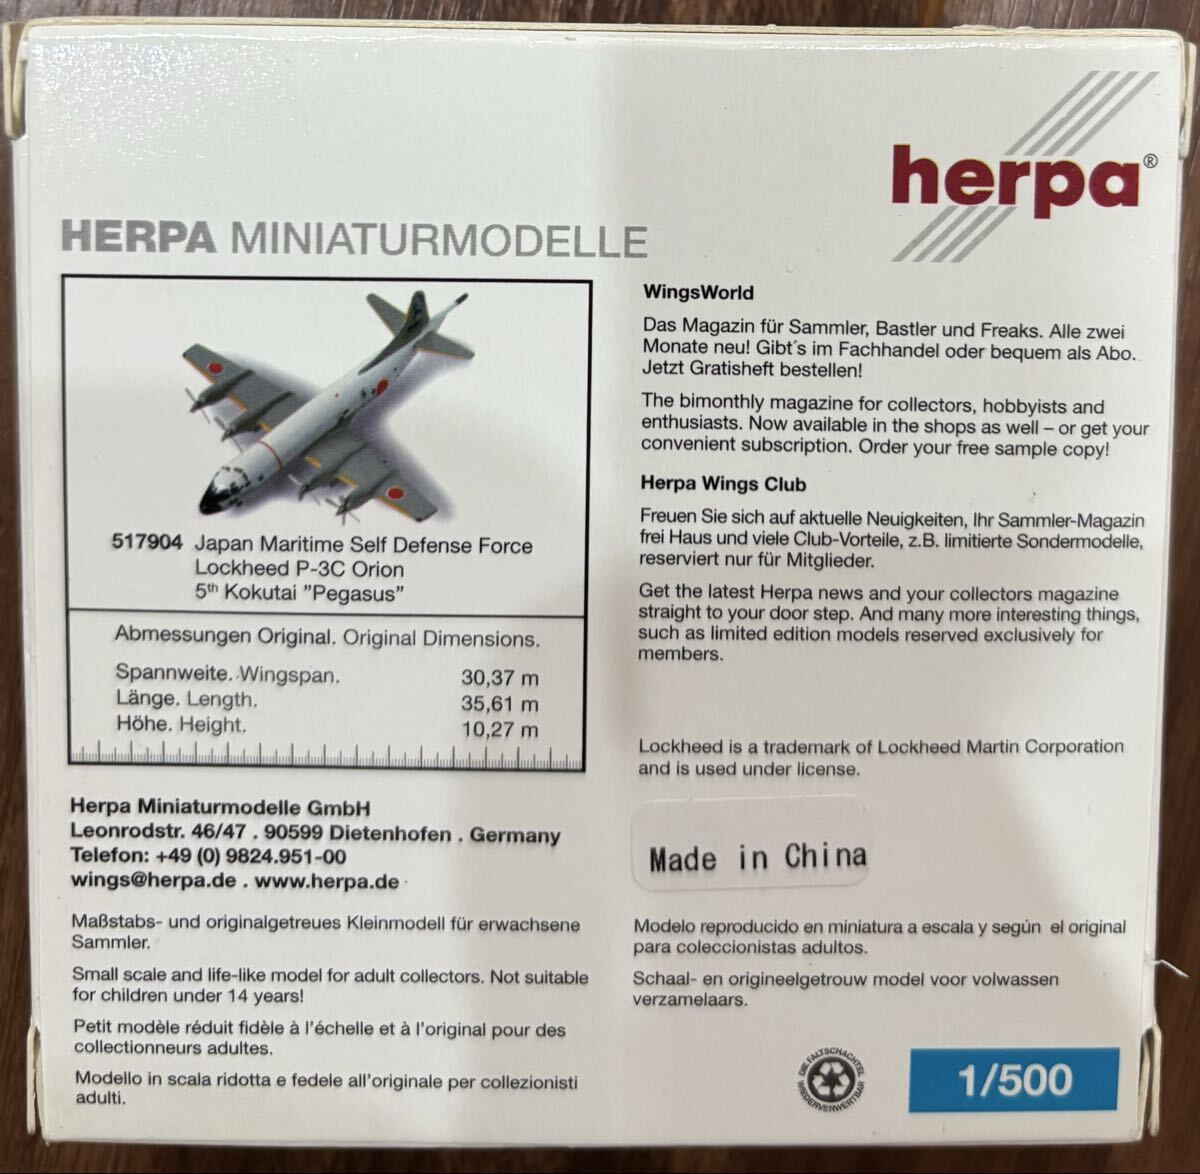 herpa®
HERPA MINIATURMODELLE
517904 Japan Maritime Self Defense Force
Lockheed P-3C Orion
5th Kokutai ”Pegasus”
Abmessungen Original. Original Dimensions.
Spannweite. Wingspan. 30,37 m
Länge. Length. 35,61 m
Höhe. Height. 10,27 m
Herpa Miniaturmodelle GmbH
Leonrodstr. 46/47 . 90599 Dietenhofen . Germany
Telefon: +49 (0) 9824.951-00
wings@herpa.de . www.herpa.de
Maßstabs- und originalgetreues Kleinmodell für erwachsene
Sammler.
Small scale and life-like model for adult collectors. Not suitable
for children under 14 years!
Petit modèle réduit fidèle à l’échelle et à l’original pour des
collectionneurs adultes.
Modello in scala ridotta e fedele all’originale per collezionisti
adulti.
WingsWorld
Das Magazin für Sammler, Bastler und Freaks. Alle zwei
Monate neu! Gibt´s im Fachhandel oder bequem als Abo.
Jetzt Gratisheft bestellen!
The bimonthly magazine for collectors, hobbyists and
enthusiasts. Now available in the shops as well – or get your
convenient subscription. Order your free sample copy!
Herpa Wings Club
Freuen Sie sich auf aktuelle Neuigkeiten, Ihr Sammler-Magazin
frei Haus und viele Club-Vorteile, z.B. limitierte Sondermodelle,
reserviert nur für Mitglieder.
Get the latest Herpa news and your collectors magazine
straight to your door step. And many more interesting things,
such as limited edition models reserved exclusively for
members.
Lockheed is a trademark of Lockheed Martin Corporation
and is used under license.
Made in China
Modelo reproducido en miniatura a escala y según el original
para coleccionistas adultos.
Schaal- en origineelgetrouw model voor volwassen
verzamelaars.
DIE FALTSCHACHTEL
WIEDERVERWERTBAR
1/500